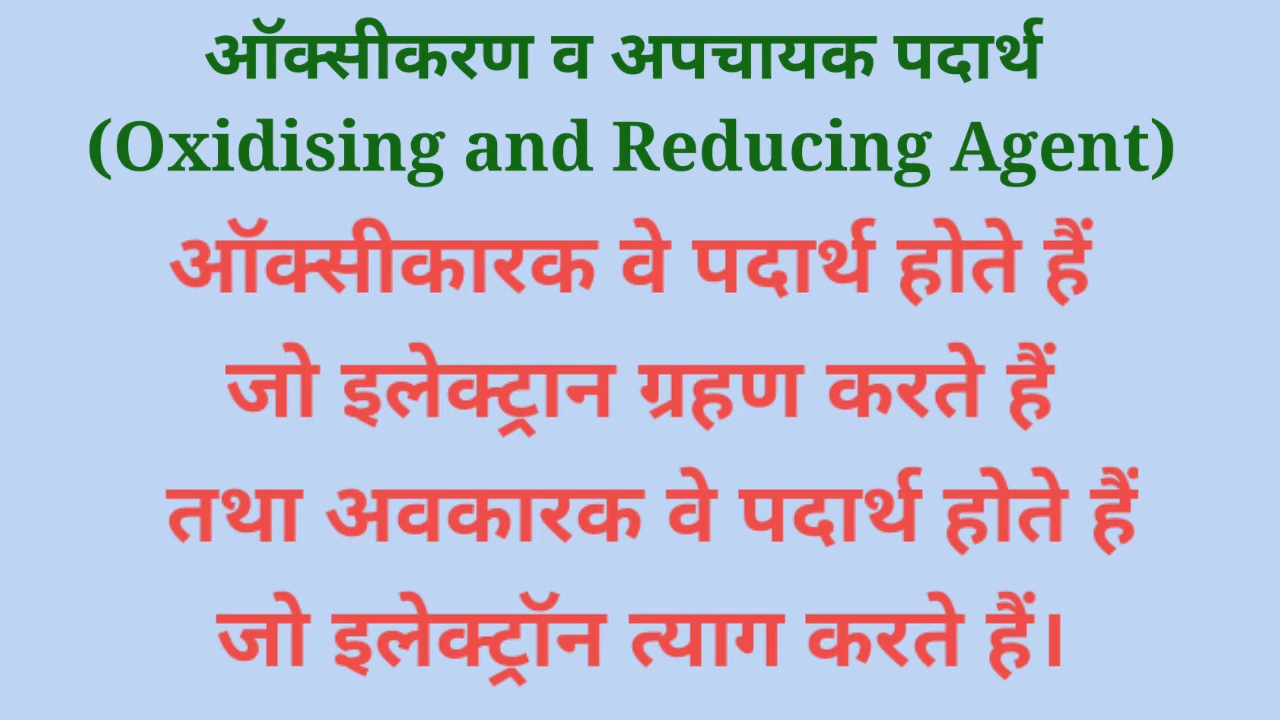 ऑक्सीकरण व अपचायक पदार्थ
(Oxidising and Reducing Agent)
ऑक्सीकारक वे पदार्थ होते हैं
जो इलेक्ट्रान ग्रहण करते हैं
तथा अवकारक वे पदार्थ होते हैं
जो इलेक्ट्रॉन त्याग करते हैं।